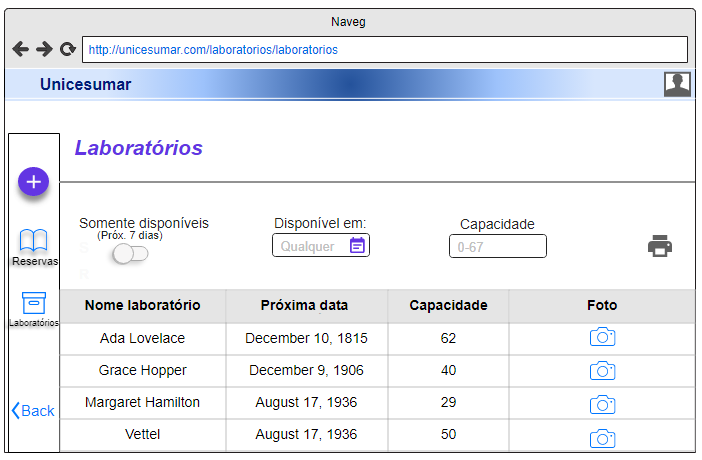 Naveg
http://unicesumar.com/laboratorios/laboratorios
Unicesumar
Laboratórios
Somente disponíveis
(Próx. 7 dias)
Disponível em:
Qualquer
Capacidade
0-67
Reservas
Laboratórios
Back
Nome laboratório Próxima data Capacidade Foto
Ada Lovelace December 10, 1815 62
Grace Hopper December 9, 1906 40
Margaret Hamilton August 17, 1936 29
Vettel August 17, 1936 50